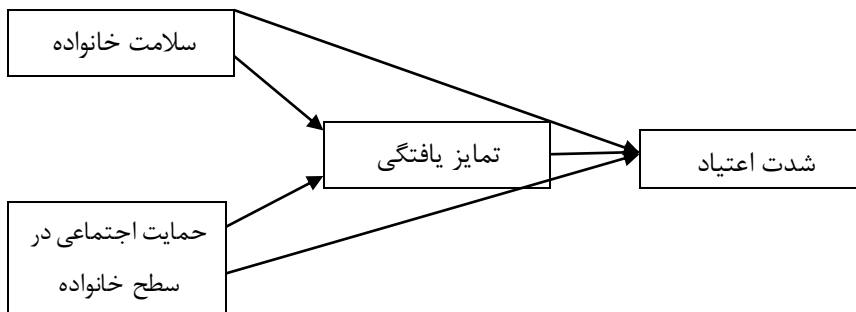 سلامت خانواده
تمایز یافتگی
شدت اعتیاد
حمایت اجتماعی در
سطح خانواده